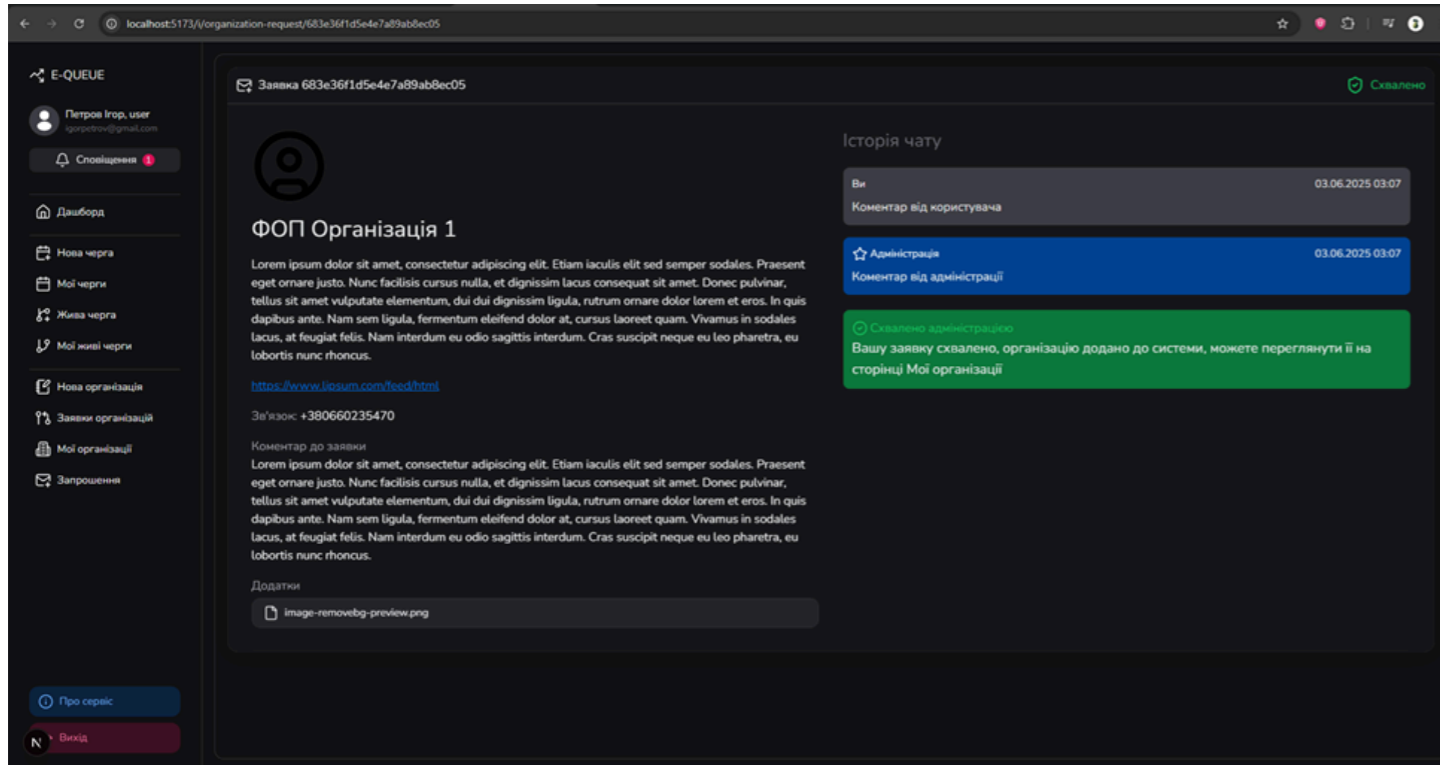 localhost:5173/i/organization-request/683e36f1d5e4e7a89ab8ec05
E-QUEUE
Петров Ігор, user
igorpetrov@gmail.com
Сповіщення 1
Дашборд
Нова черга
Мої черги
Жива черга
Мої живі черги
Нова організація
Заявки організацій
Мої організації
Запрошення
Про сервіс
Вихід
N
Заявка 683e36f1d5e4e7a89ab8ec05
Схвалено
ФОП Організація 1
Lorem ipsum dolor sit amet, consectetur adipiscing elit. Etiam iaculis elit sed semper sodales. Praesent
eget ornare justo. Nunc facilisis cursus nulla, et dignissim lacus consequat sit amet. Donec pulvinar,
tellus sit amet vulputate elementum, dui dui dignissim ligula, rutrum ornare dolor lorem et eros. In quis
dapibus ante. Nam sem ligula, fermentum eleifend dolor at, cursus laoreet quam. Vivamus in sodales
lacus, at feugiat felis. Nam interdum eu odio sagittis interdum. Cras suscipit neque eu leo pharetra, eu
lobortis nunc rhoncus.
https://www.lipsum.com/feed/html
Зв'язок: +380660235470
Коментар до заявки
Lorem ipsum dolor sit amet, consectetur adipiscing elit. Etiam iaculis elit sed semper sodales. Praesent
eget ornare justo. Nunc facilisis cursus nulla, et dignissim lacus consequat sit amet. Donec pulvinar,
tellus sit amet vulputate elementum, dui dui dignissim ligula, rutrum ornare dolor lorem et eros. In quis
dapibus ante. Nam sem ligula, fermentum eleifend dolor at, cursus laoreet quam. Vivamus in sodales
lacus, at feugiat felis. Nam interdum eu odio sagittis interdum. Cras suscipit neque eu leo pharetra, eu
lobortis nunc rhoncus.
Додатки
image-removebg-preview.png
Історія чату
Ви 03.06.2025 03:07
Коментар від користувача
Адміністрація 03.06.2025 03:07
Коментар від адміністрації
Схвалено адміністрацією
Вашу заявку схвалено, організацію додано до системи, можете переглянути її на
сторінці Мої організації